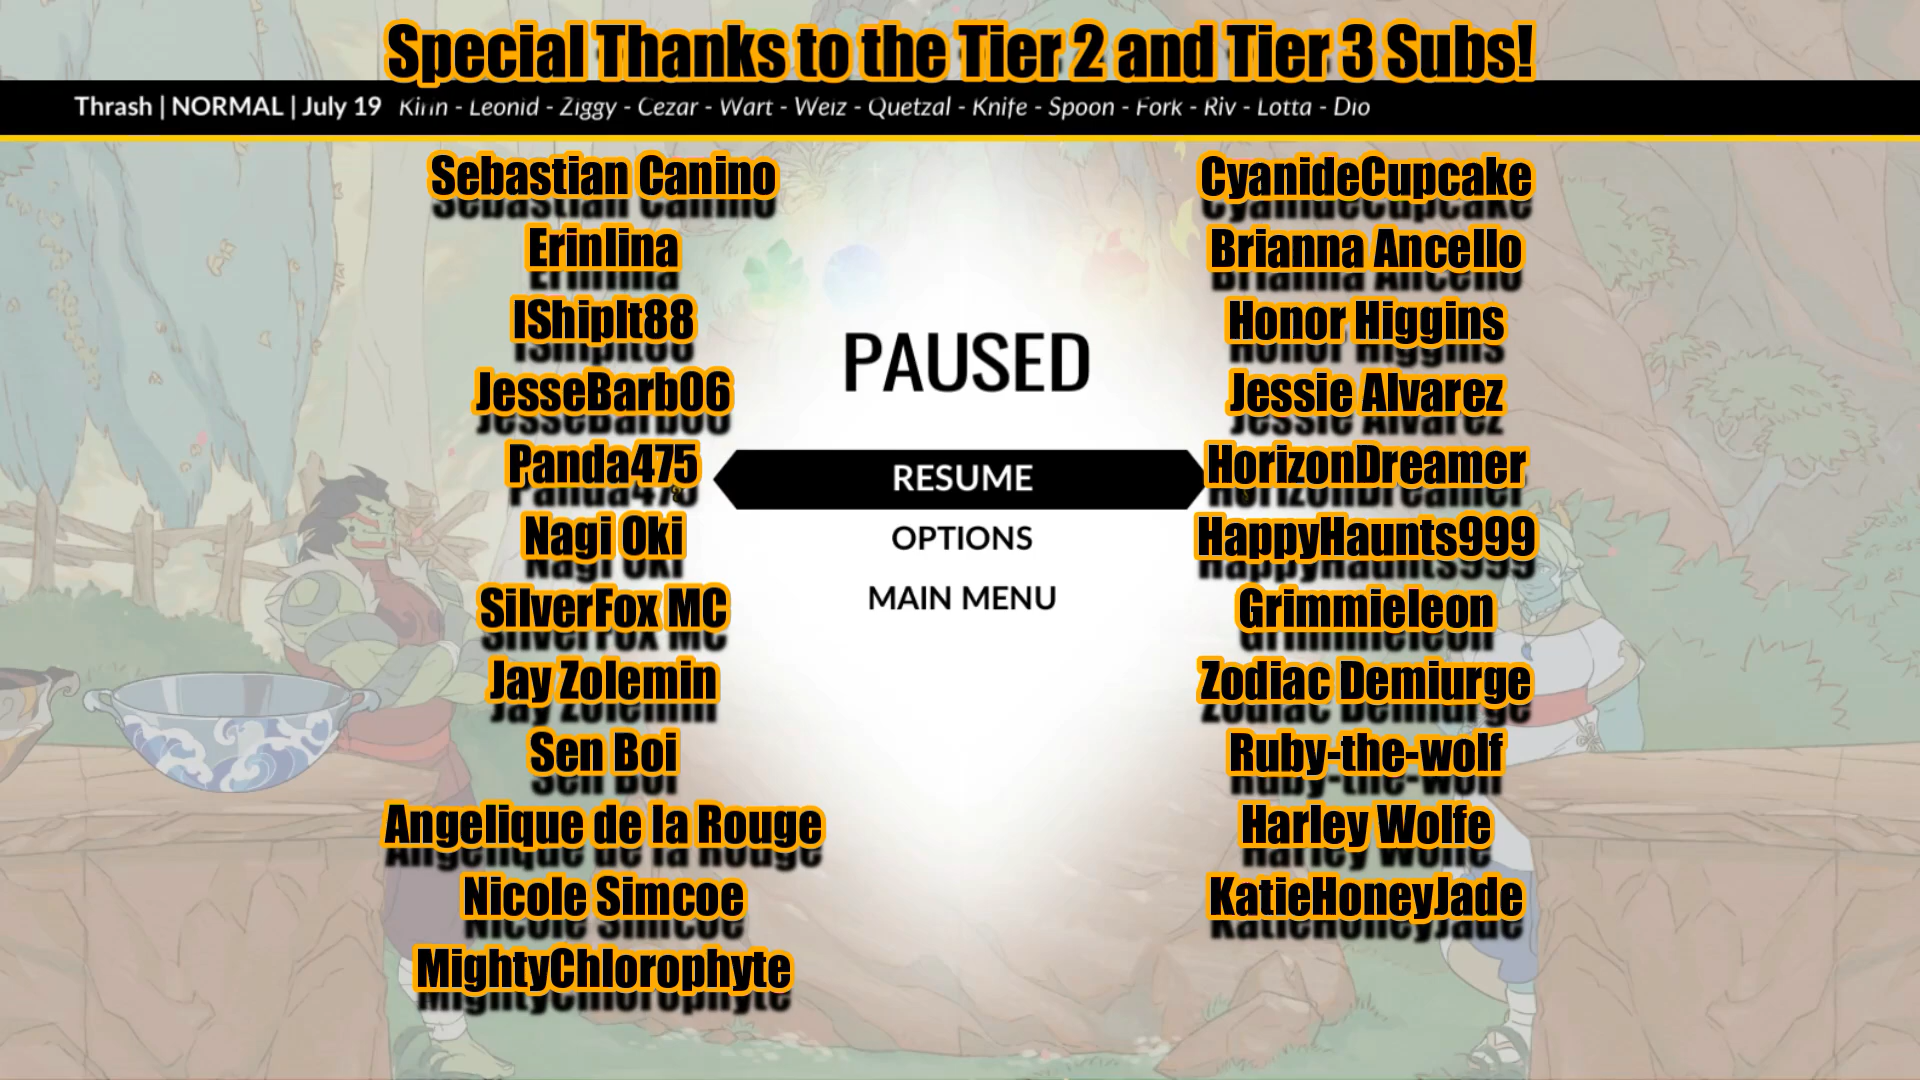 Special Thanks to the Tier 2 and Tier 3 Subs!
Thrash | NORMAL | July 19 Kirin - Leonid - Ziggy - Cezar - Wart - Weiz - Quetzal - Knife - Spoon - Fork - Riv - Lotta - Dio
Sebastian Canino
Erinlina
IShipIt88
JesseBarb06
Panda475
Nagi Oki
SilverFox MC
Jay Zolemin
Sen Boi
Angelique de la Rouge
Nicole Simcoe
MightyChlorophyte
PAUSED
RESUME
OPTIONS
MAIN MENU
CyanideCupcake
Brianna Ancello
Honor Higgins
Jessie Alvarez
HorizonDreamer
HappyHaunts999
Grimmieleon
Zodiac Demiurge
Ruby-the-wolf
Harley Wolfe
KatieHoneyJade